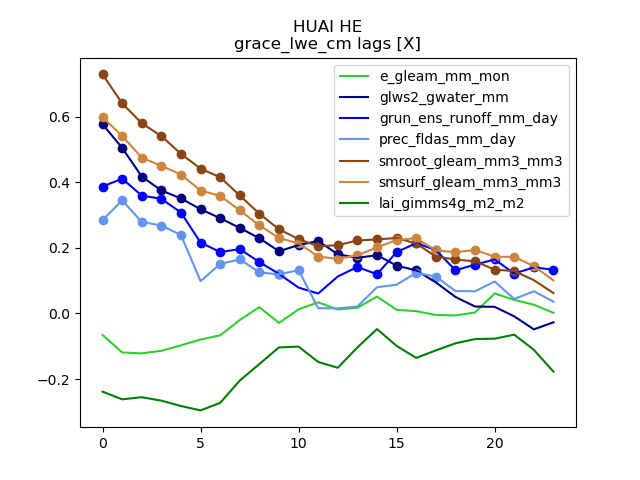 HUAI HE
grace_lwe_cm lags [X]
e_gleam_mm_mon
glws2_gwater_mm
grun_ens_runoff_mm_day
prec_fldas_mm_day
smroot_gleam_mm3_mm3
smsurf_gleam_mm3_mm3
lai_gimms4g_m2_m2
0.6
0.4
0.2
0.0
−0.2
0 5 10 15 20